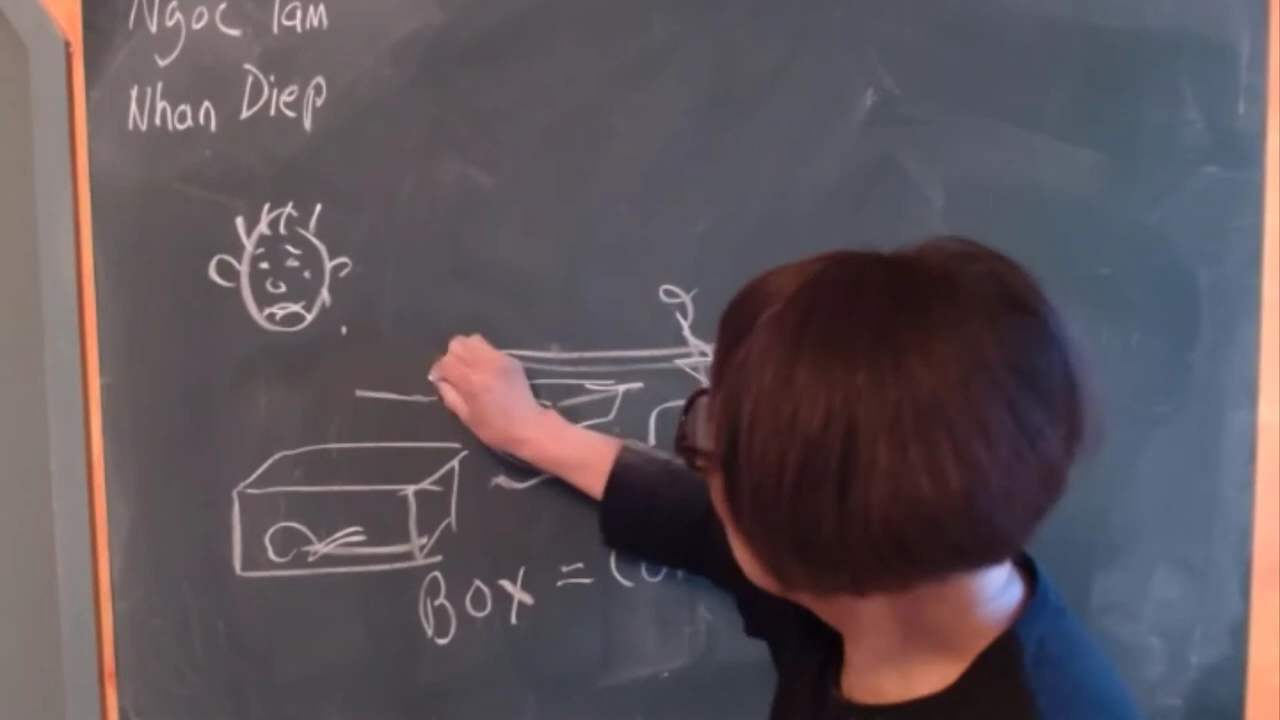 Ngoc Tam
Nhan Diep
Box =